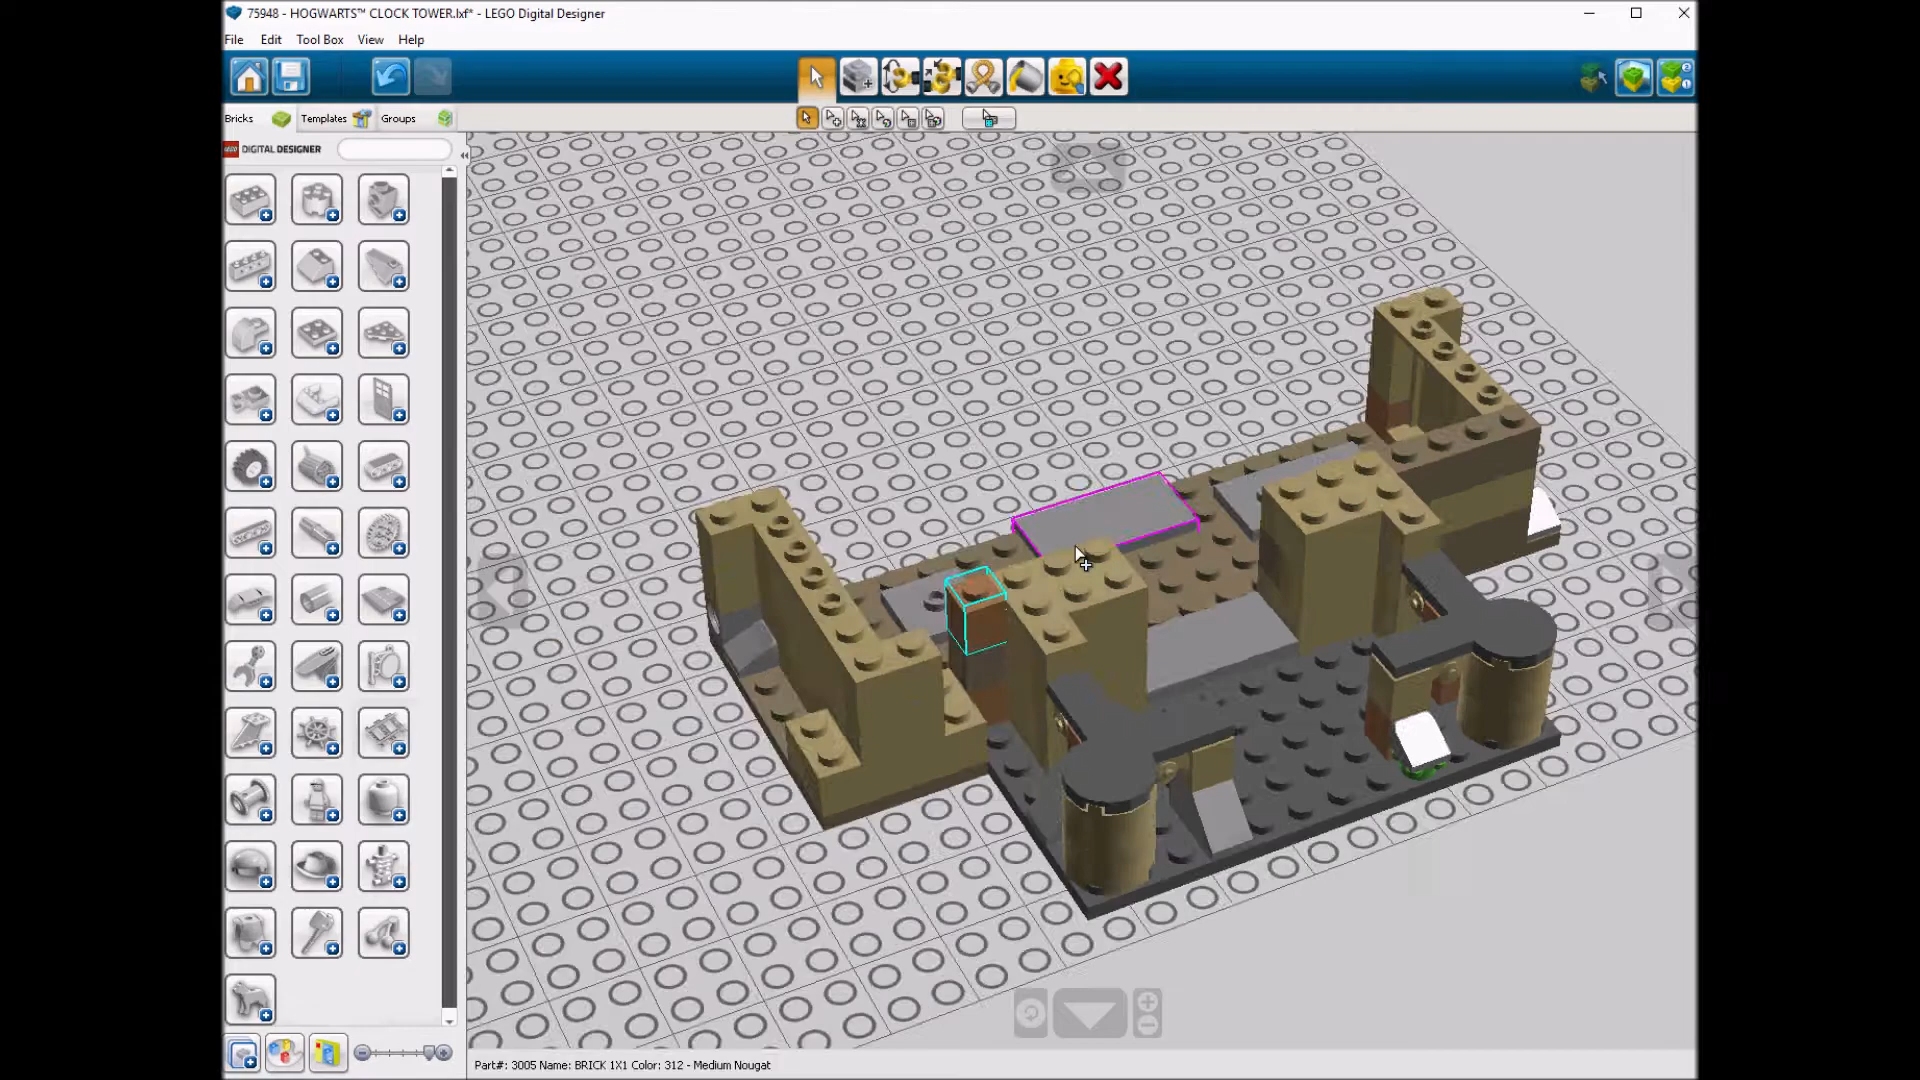 75948 - HOGWARTS™ CLOCK TOWER.lxf* - LEGO Digital Designer
File Edit Tool Box View Help
Bricks Templates Groups
LEGO DIGITAL DESIGNER
Part#: 3005 Name: BRICK 1X1 Color: 312 - Medium Nougat